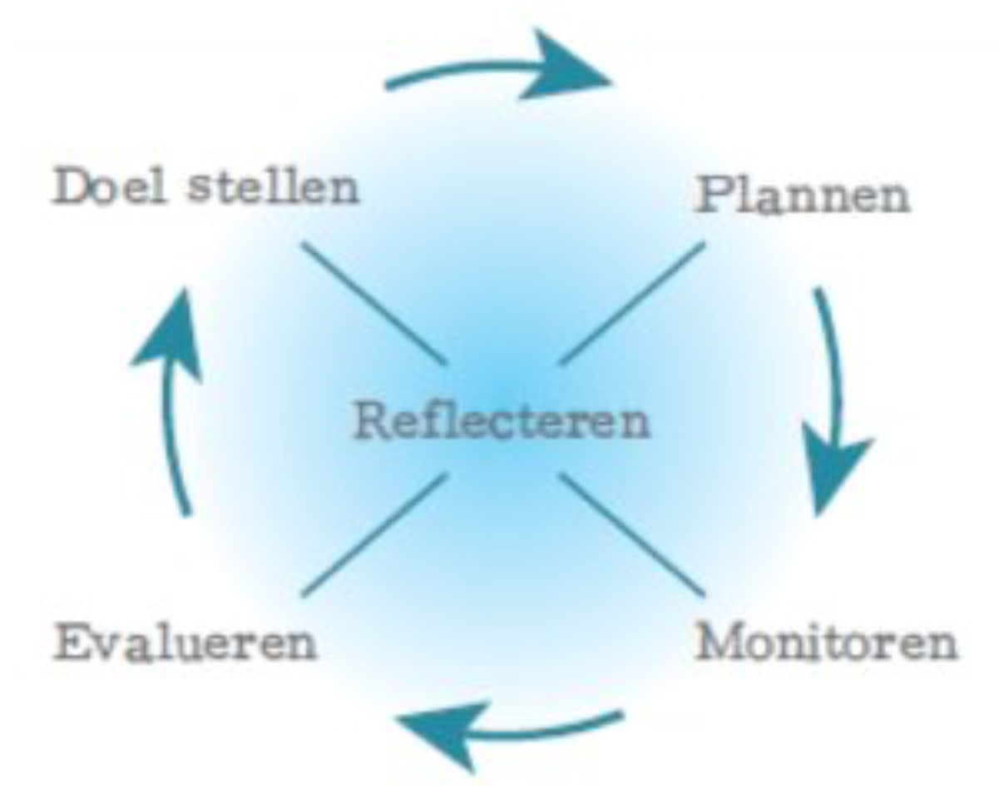 Doel stellen
Plannen
Reflecteren
Evalueren
Monitoren